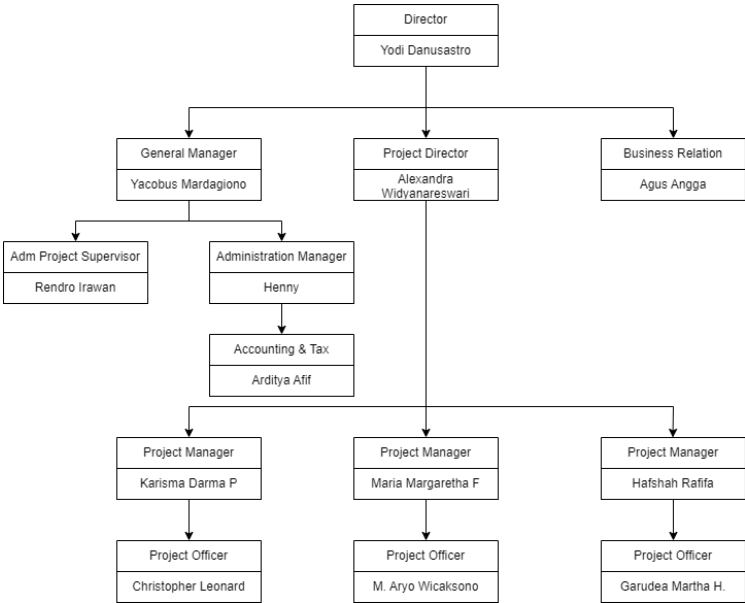 Director
Yodi Danusastro
General Manager
Yacobus Mardagiono
Project Director
Alexandra
Widyanareswari
Business Relation
Agus Angga
Adm Project Supervisor
Rendro Irawan
Administration Manager
Henny
Accounting & Tax
Arditya Afif
Project Manager
Karisma Darma P
Project Manager
Maria Margaretha F
Project Manager
Hafshah Rafifa
Project Officer
Christopher Leonard
Project Officer
M. Aryo Wicaksono
Project Officer
Garudea Martha H.